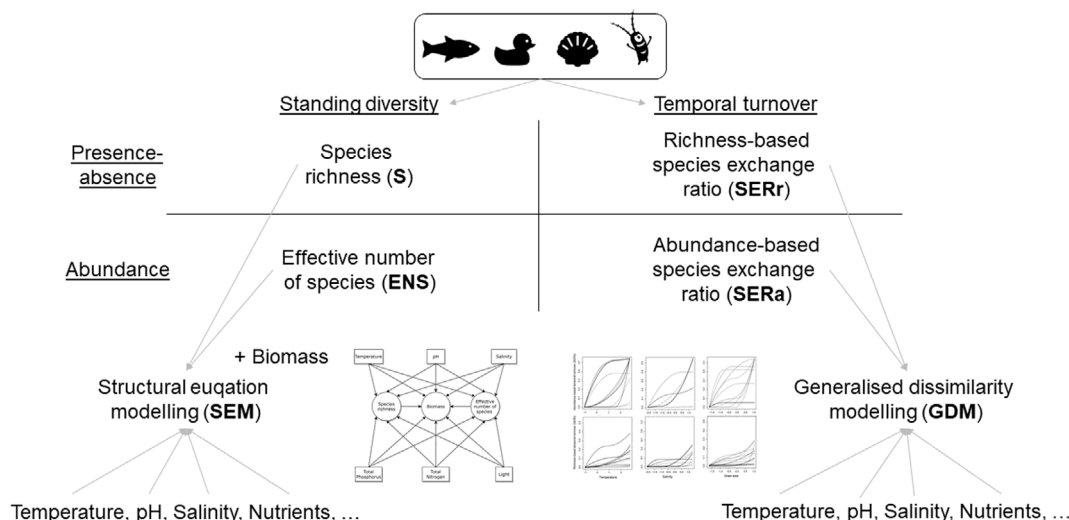 Standing diversity
Temporal turnover
Presence-
absence
Species
richness (S)
Richness-based
species exchange
ratio (SERr)
Abundance
Effective number
of species (ENS)
Abundance-based
species exchange
ratio (SERa)
+ Biomass
Structural euqation
modelling (SEM)
Temperature
pH
Salinity
Species
richness
Biomass
Effective
number of
species
Total
Phosphorus
Total
Nitrogen
Light
Temperature
Salinity
Generalised dissimilarity
modelling (GDM)
Temperature, pH, Salinity, Nutrients, …
Temperature, pH, Salinity, Nutrients, …